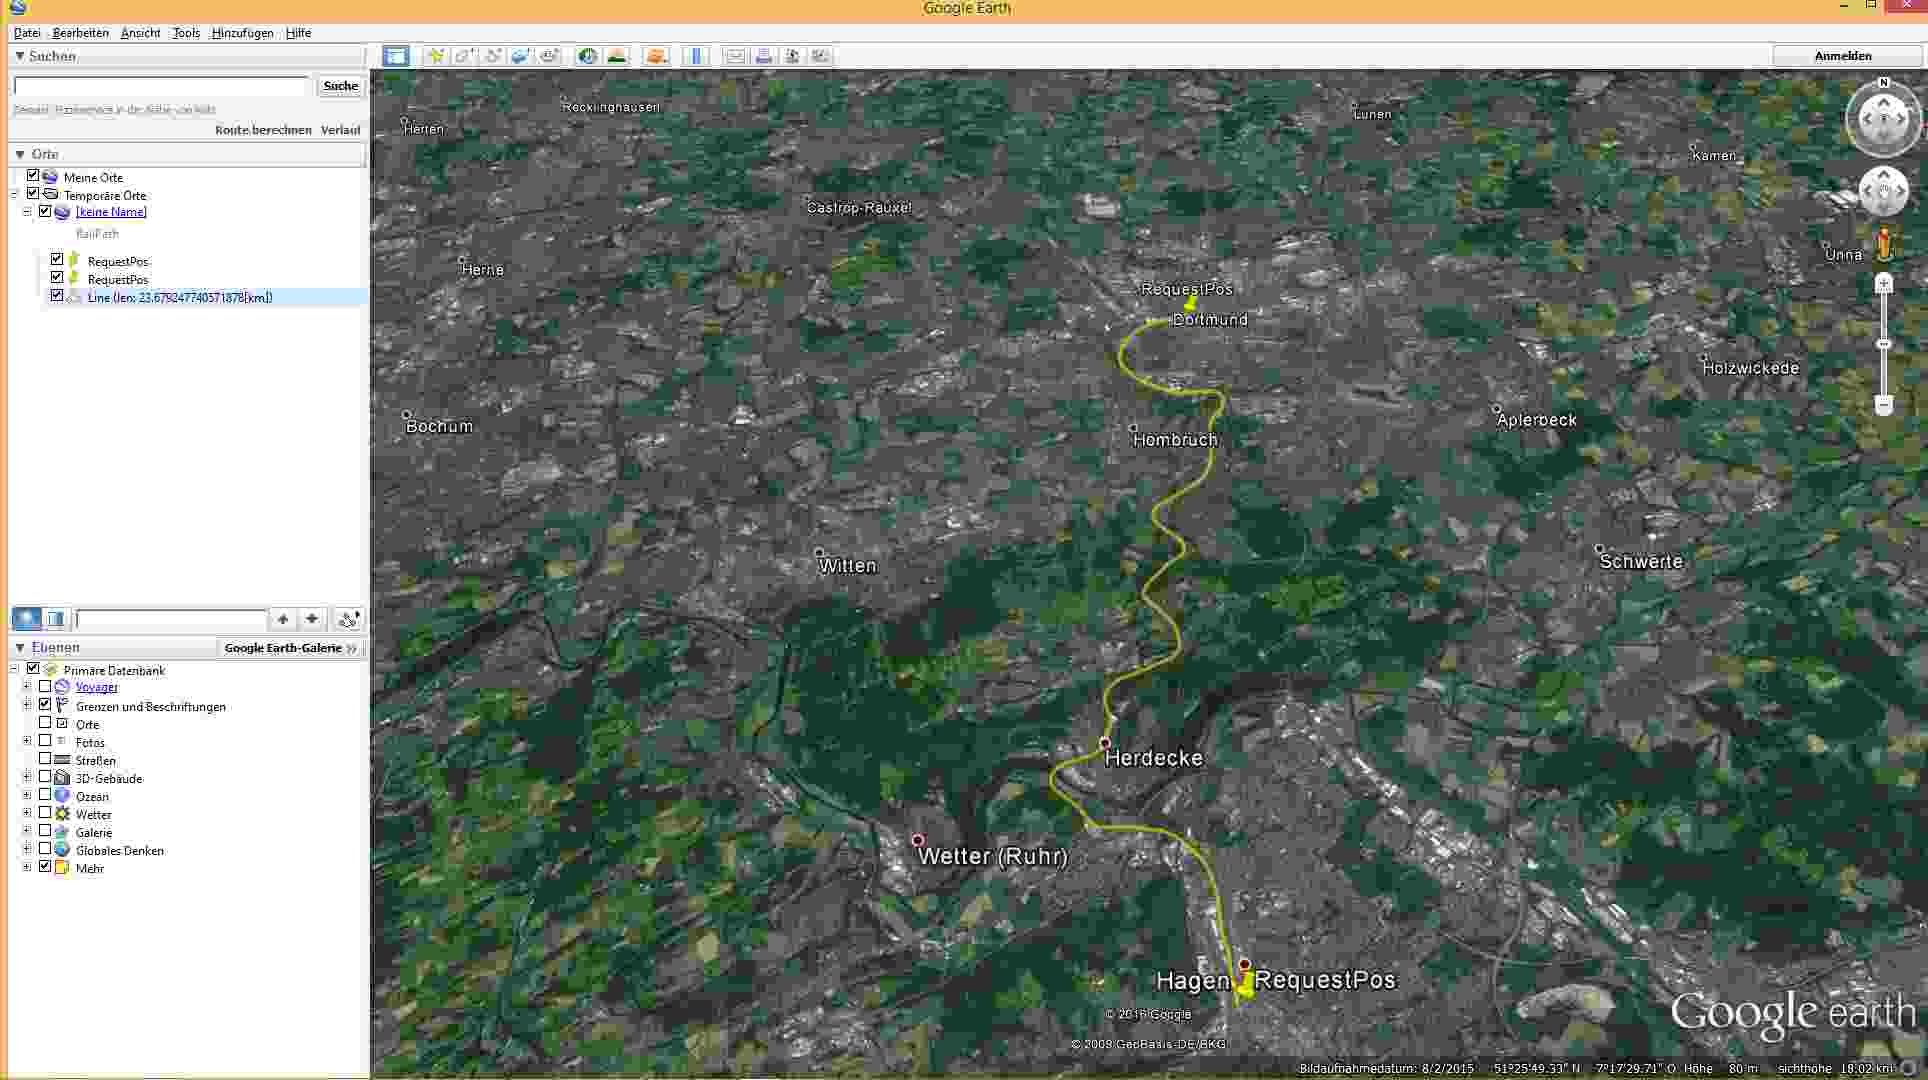 Google Earth
Datei Bearbeiten Ansicht Tools Hinzufügen Hilfe
Suchen
Anmelden
Suche
Route berechnen Verlauf
Orte
Meine Orte
Temporäre Orte
[keine Name]
RailPath
RequestPos
RequestPos
Line (len: 23.679247740571878[km])
Ebenen
Google Earth-Galerie »
Primäre Datenbank
Voyager
Grenzen und Beschriftungen
Orte
Fotos
Straßen
3D-Gebäude
Ozean
Wetter
Galerie
Globales Denken
Mehr
N
Recklinghausen
Lünen
Herten
Kamen
Castrop-Rauxel
Unna
Herne
RequestPos
Dortmund
Holzwickede
Bochum
Aplerbeck
Hombruch
Witten
Schwerte
Herdecke
Wetter (Ruhr)
Hagen
RequestPos
© 2016 Google
© 2009 GeoBasis-DE/BKG
Google earth
Bildaufnahmedatum: 8/2/2015 51°25'49.33" N 7°17'29.71" O Höhe 80 m sichthöhe 18.02 km